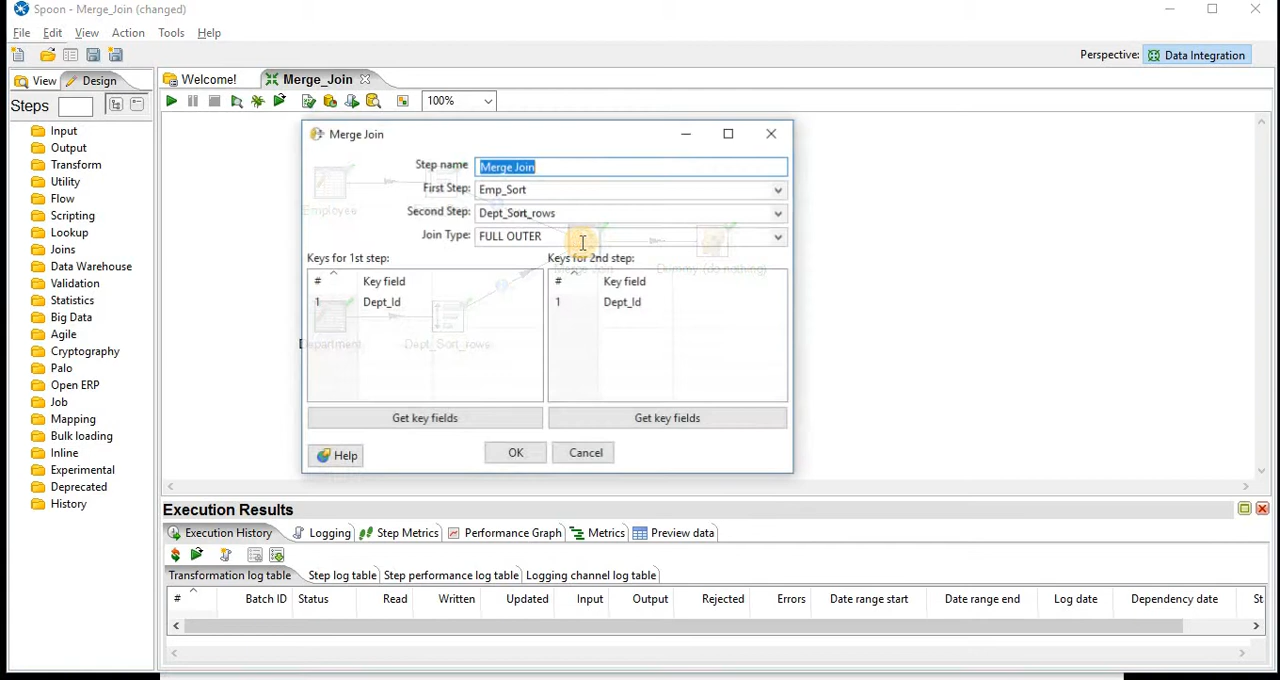 Spoon - Merge_Join (changed)
File Edit View Action Tools Help
Perspective: Data Integration
View Design
Welcome! Merge_Join
Steps
100%
Input
Output
Transform
Utility
Flow
Scripting
Lookup
Joins
Data Warehouse
Validation
Statistics
Big Data
Agile
Cryptography
Palo
Open ERP
Job
Mapping
Bulk loading
Inline
Experimental
Deprecated
History
Merge Join
Step name Merge Join
First Step: Emp_Sort
Second Step: Dept_Sort_rows
Join Type: FULL OUTER
Keys for 1st step: Keys for 2nd step:
# Key field # Key field
1 Dept_Id 1 Dept_Id
Get key fields Get key fields
Help OK Cancel
Employee
Merge Join Dummy (do nothing)
Department Dept_Sort_rows
Execution Results
Execution History Logging Step Metrics Performance Graph Metrics Preview data
Transformation log table Step log table Step performance log table Logging channel log table
# Batch ID Status Read Written Updated Input Output Rejected Errors Date range start Date range end Log date Dependency date St